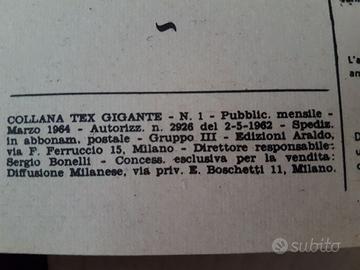 COLLANA TEX GIGANTE - N. 1 - Pubblic. mensile -
Marzo 1964 - Autorizz. n. 2926 del 2-5-1962 - Spediz.
in abbonam. postale - Gruppo III - Edizioni Araldo,
via F. Ferruccio 15, Milano - Direttore responsabile:
Sergio Bonelli - Concess. esclusiva per la vendita:
Diffusione Milanese, via priv. E. Boschetti 11, Milano.
L'a
an
subito